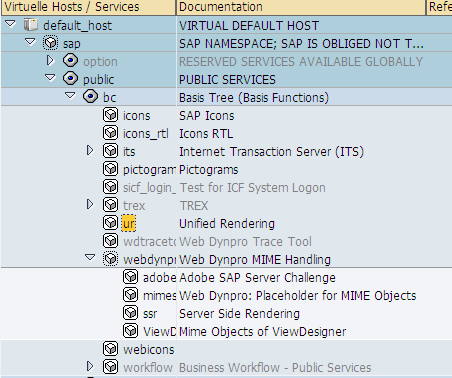 Virtuelle Hosts / Services Documentation Refe
default_host VIRTUAL DEFAULT HOST
sap SAP NAMESPACE; SAP IS OBLIGED NOT T...
option RESERVED SERVICES AVAILABLE GLOBALLY
public PUBLIC SERVICES
bc Basis Tree (Basis Functions)
icons SAP Icons
icons_rtl Icons RTL
its Internet Transaction Server (ITS)
pictogram Pictograms
sicf_login_ Test for ICF System Logon
trex TREX
ur Unified Rendering
wdtracet Web Dynpro Trace Tool
webdynp Web Dynpro MIME Handling
adobe Adobe SAP Server Challenge
mimes Web Dynpro: Placeholder for MIME Objects
ssr Server Side Rendering
ViewD Mime Objects of ViewDesigner
webicons
workflow Business Workflow - Public Services